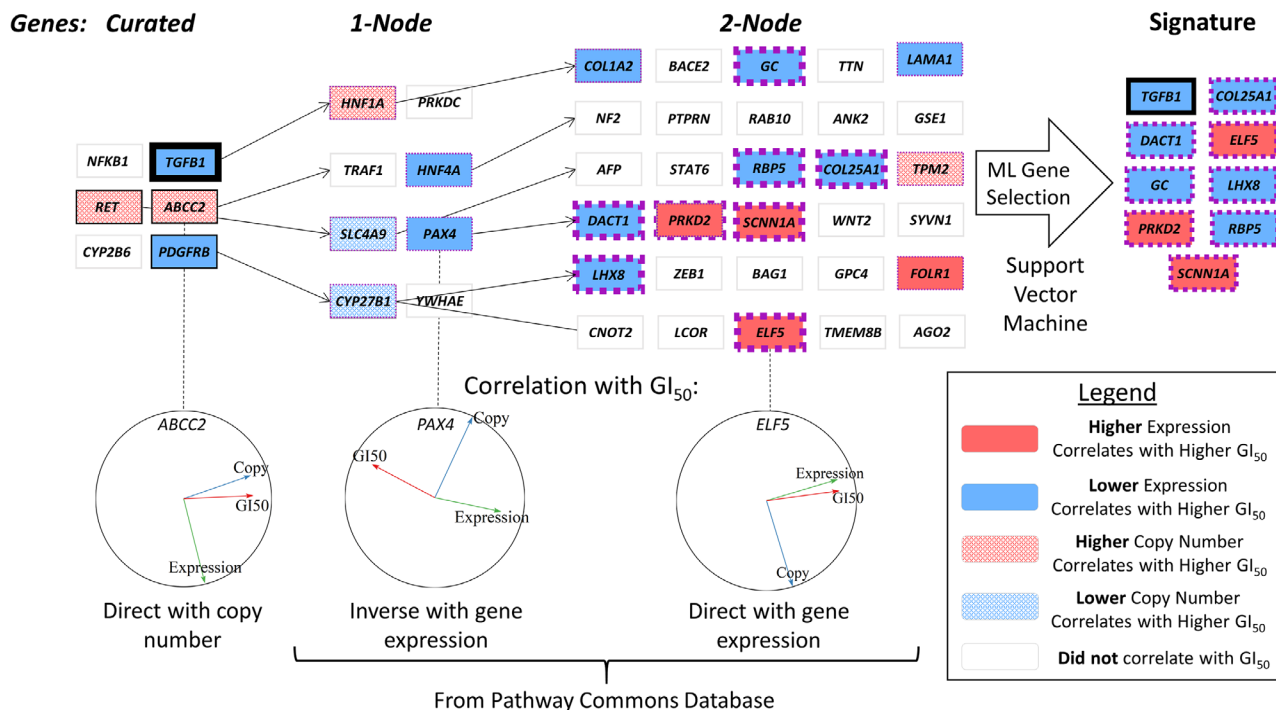 Genes: Curated 1-Node 2-Node Signature
COL1A2 BACE2 GC TTN LAMA1
HNF1A PRKDC
TGFB1 COL25A1
NF2 PTPRN RAB10 ANK2 GSE1
DACT1 ELF5
NFKB1 TGFB1
TRAF1 HNF4A
AFP STAT6 RBP5 COL25A1 TPM2
ML Gene
Selection
GC LHX8
RET ABCC2
SLC4A9 PAX4
DACT1 PRKD2 SCNN1A WNT2 SYVN1
PRKD2 RBP5
CYP2B6 PDGFRB
LHX8 ZEB1 BAG1 GPC4 FOLR1
SCNN1A
Support
Vector
Machine
CYP27B1 YWHAE
CNOT2 LCOR ELF5 TMEM8B AGO2
Correlation with GI50:
ABCC2
Copy
GI50
Expression
Direct with copy
number
PAX4
Copy
GI50
Expression
Inverse with gene
expression
ELF5
Expression
GI50
Copy
Direct with gene
expression
From Pathway Commons Database
Legend
Higher Expression
Correlates with Higher GI50
Lower Expression
Correlates with Higher GI50
Higher Copy Number
Correlates with Higher GI50
Lower Copy Number
Correlates with Higher GI50
Did not correlate with GI50